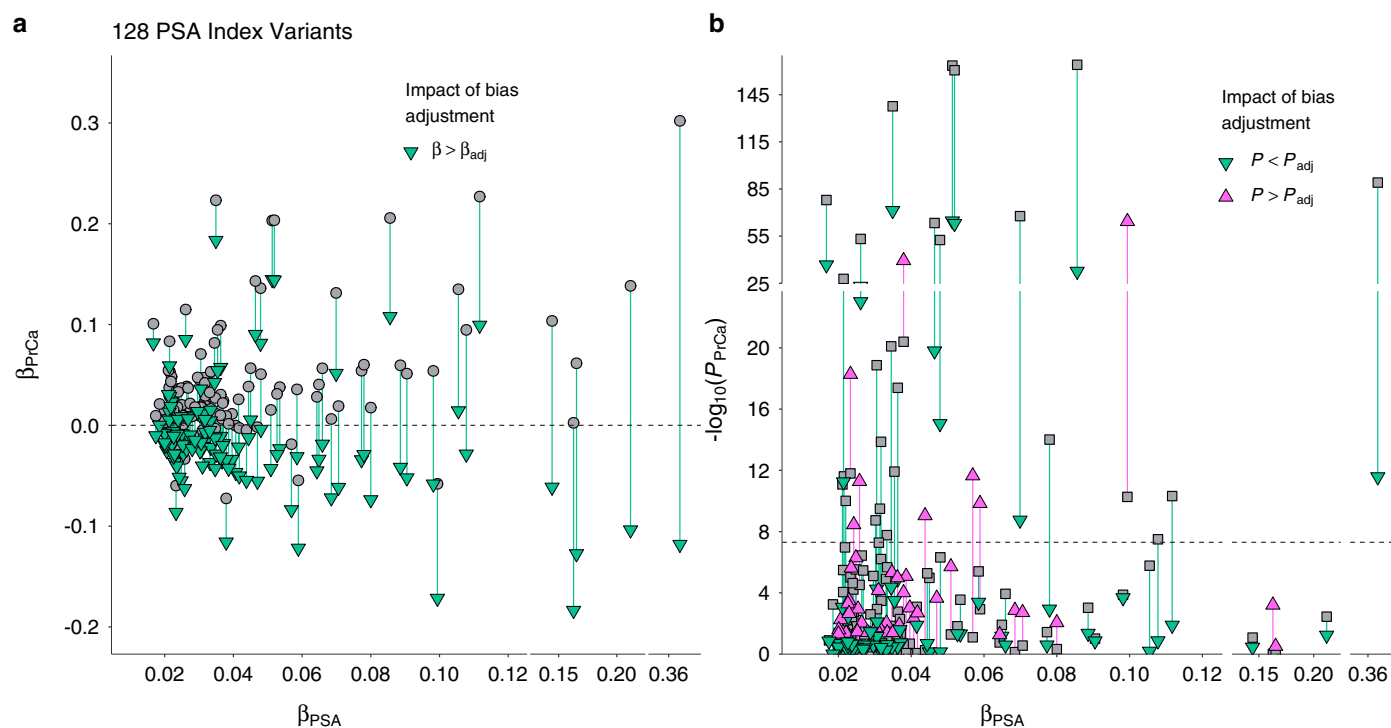 a
128 PSA Index Variants
Impact of bias
adjustment
β > βadj
0.3
0.2
0.1
0.0
-0.1
-0.2
βPrCa
0.02
0.04
0.06
0.08
0.10
0.12
0.15
0.20
0.36
βPSA
b
Impact of bias
adjustment
P < Padj
P > Padj
145
115
85
55
25
20
16
12
8
4
0
-log10(PPrCa)
0.02
0.04
0.06
0.08
0.10
0.12
0.15
0.20
0.36
βPSA